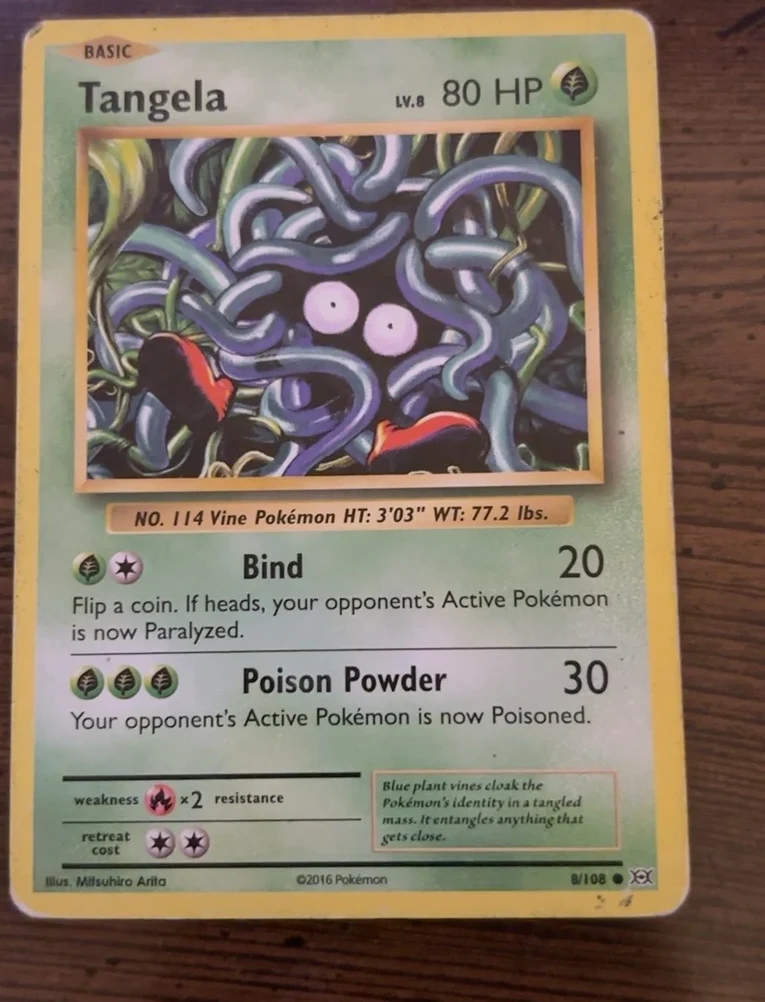 BASIC
Tangela LV.8 80 HP
NO. 114 Vine Pokémon HT: 3'03" WT: 77.2 lbs.
Bind 20
Flip a coin. If heads, your opponent's Active Pokémon
is now Paralyzed.
Poison Powder 30
Your opponent's Active Pokémon is now Poisoned.
weakness ×2 resistance
retreat
cost
Blue plant vines cloak the
Pokémon's identity in a tangled
mass. It entangles anything that
gets close.
Illus. Mitsuhiro Arita ©2016 Pokémon 8/108